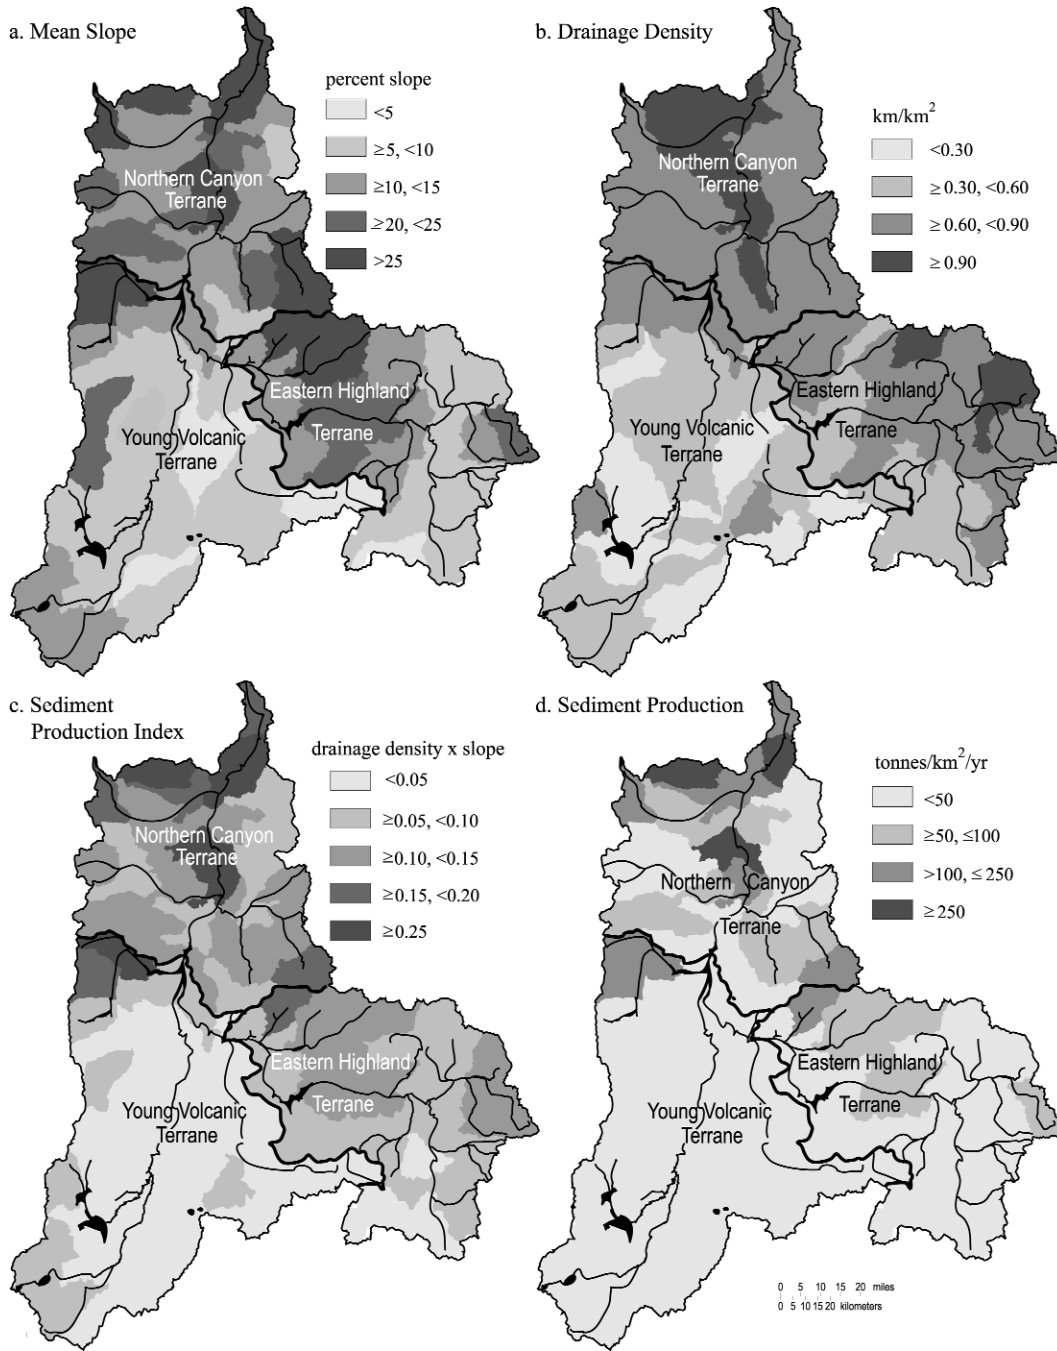 a. Mean Slope
percent slope
<5
≥5, <10
≥10, <15
≥20, <25
>25
Northern Canyon
Terrane
Eastern Highland
Terrane
Young Volcanic
Terrane
b. Drainage Density
km/km²
<0.30
≥ 0.30, <0.60
≥ 0.60, <0.90
≥ 0.90
Northern Canyon
Terrane
Eastern Highland
Terrane
Young Volcanic
Terrane
c. Sediment
Production Index
drainage density x slope
<0.05
≥0.05, <0.10
≥0.10, <0.15
≥0.15, <0.20
≥0.25
Northern Canyon
Terrane
Eastern Highland
Terrane
Young Volcanic
Terrane
d. Sediment Production
tonnes/km²/yr
<50
≥50, ≤100
>100, ≤ 250
≥ 250
Northern Canyon
Terrane
Eastern Highland
Terrane
Young Volcanic
Terrane
0 5 10 15 20 miles
0 5 10 15 20 kilometers